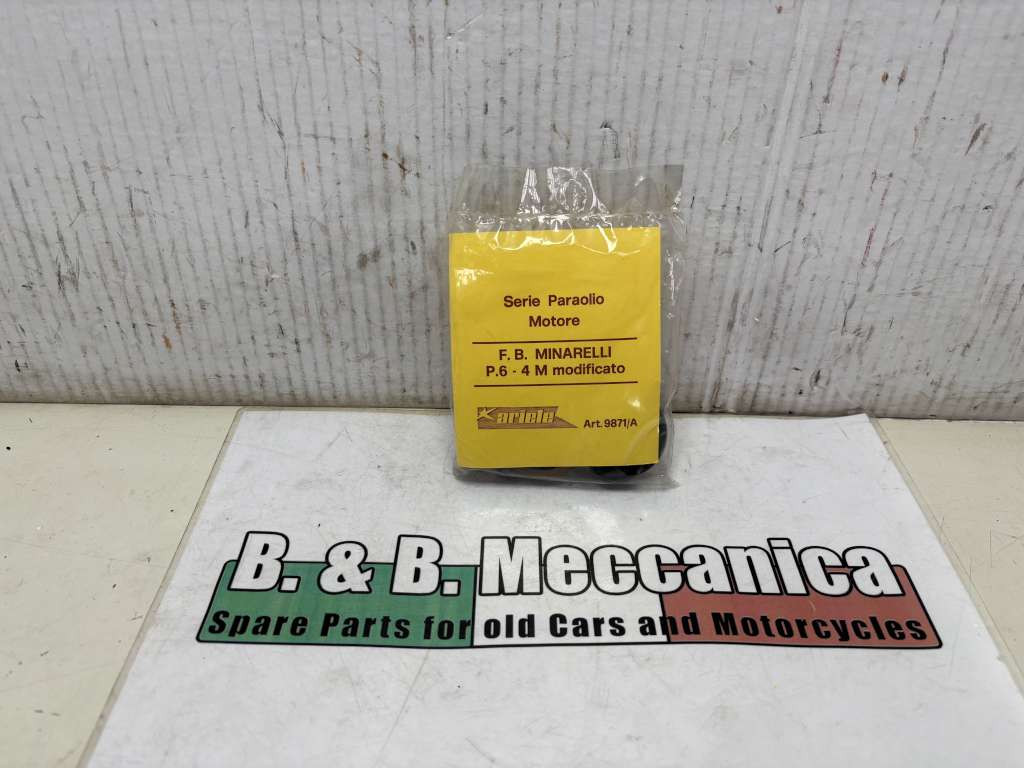 Serie Paraolio
Motore
F. B. MINARELLI
P.6 - 4 M modificato
ariete
Art. 9871/A
B. & B. Meccanica
Spare Parts for old Cars and Motorcycles